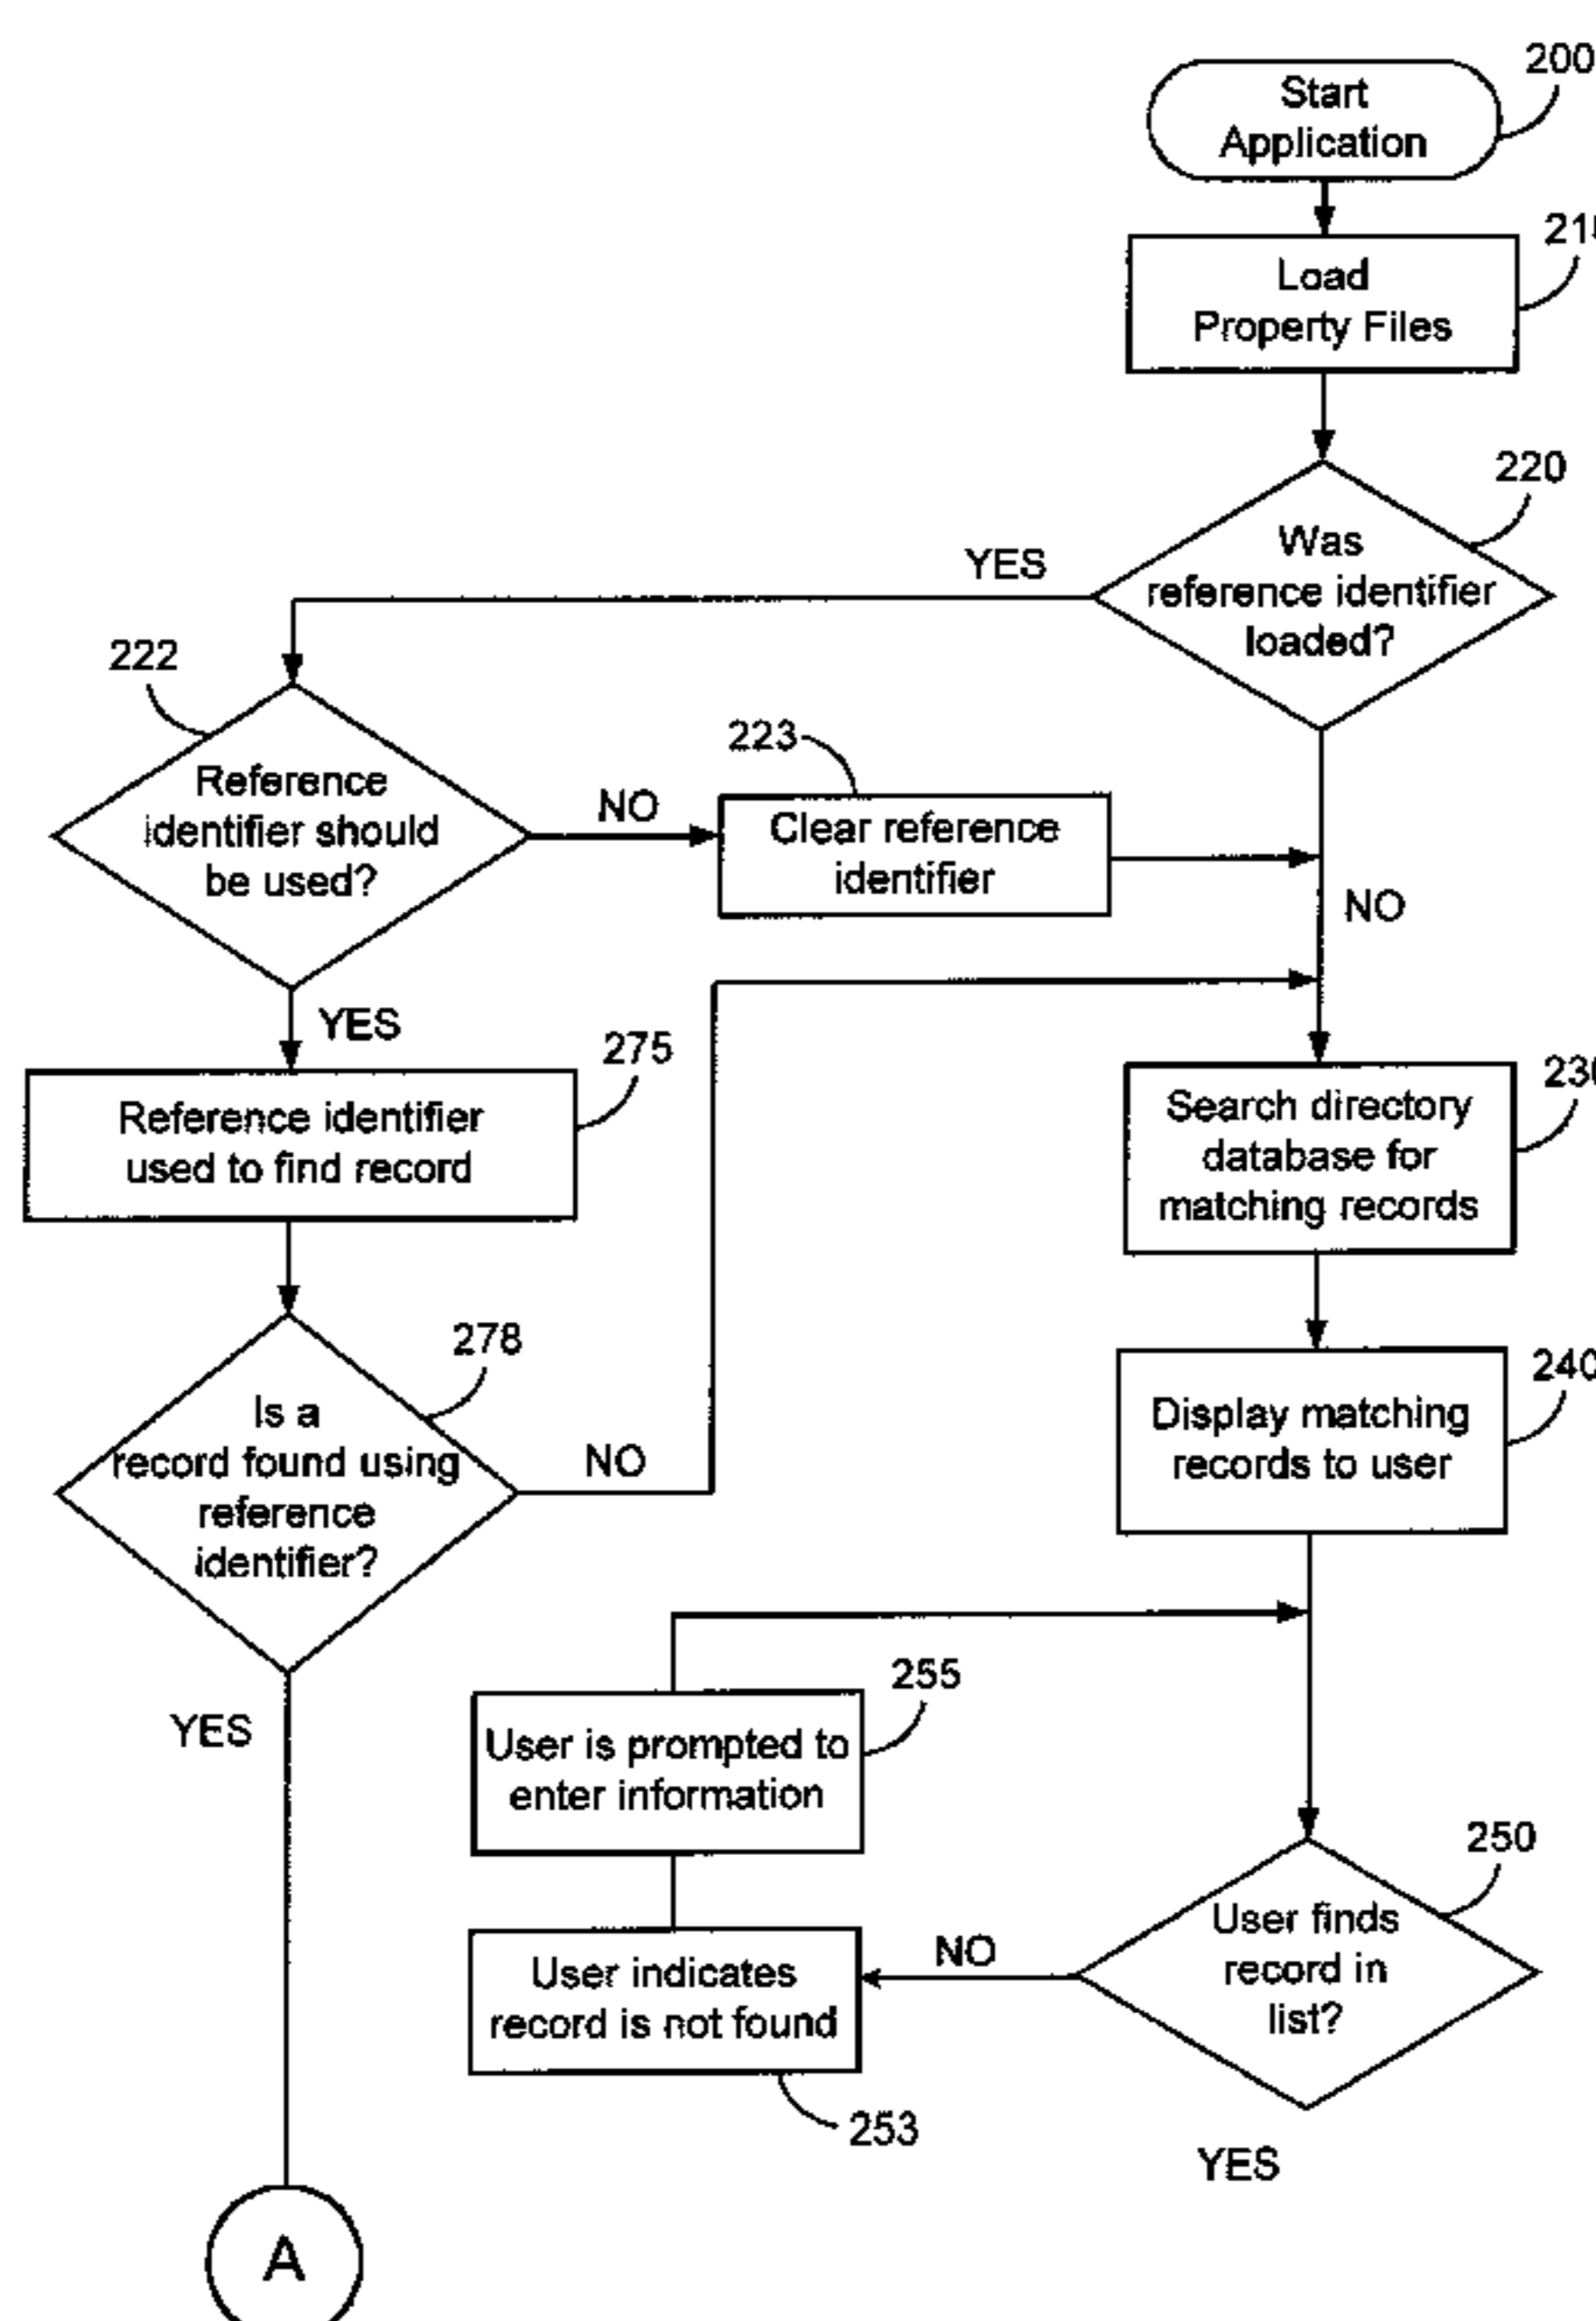 200
Start
Application
Load
Property Files
220
Was
reference identifier
loaded?
YES
222
Reference
identifier should
be used?
NO
223
Clear reference
identifier
NO
YES
275
Reference identifier
used to find record
Search directory
database for
matching records
278
Is a
record found using
reference
identifier?
NO
240
Display matching
records to user
YES
255
User is prompted to
enter information
250
User finds
record in
list?
NO
User indicates
record is not found
253
YES
A